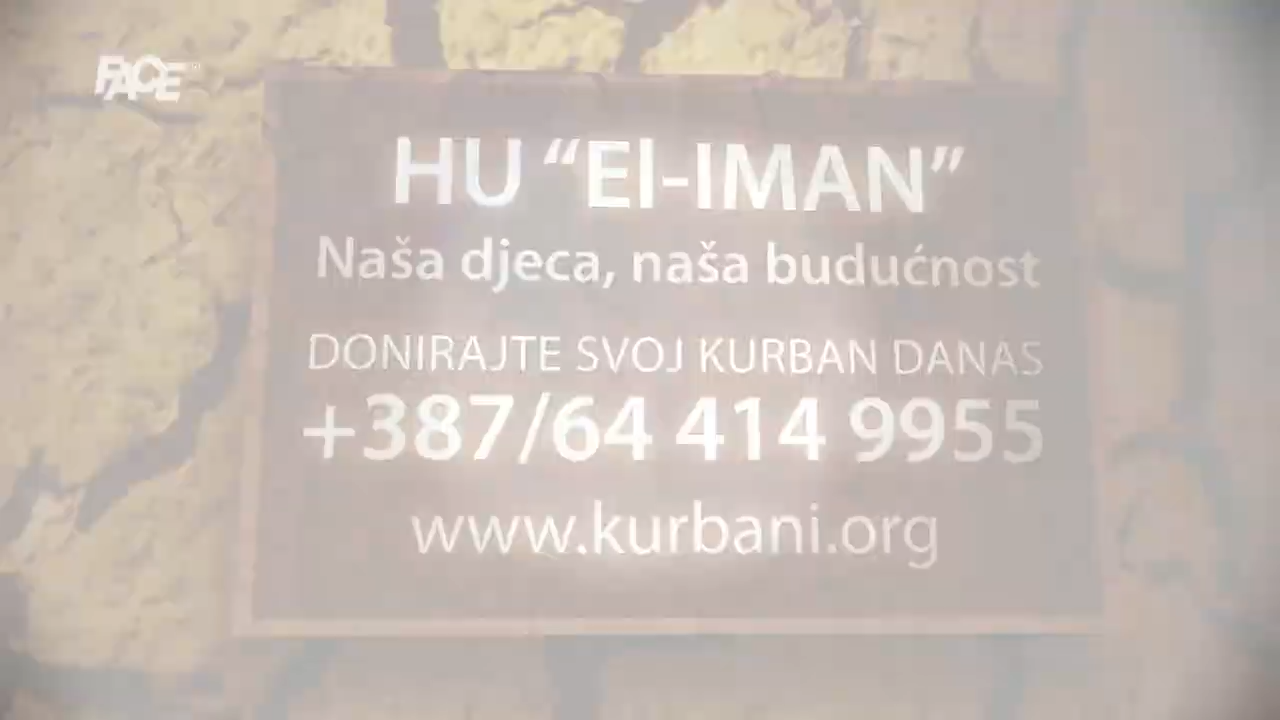 FACE
HU “El-IMAN”
Naša djeca, naša budućnost
DONIRAJTE SVOJ KURBAN DANAS
+387/64 414 9955
www.kurbani.org